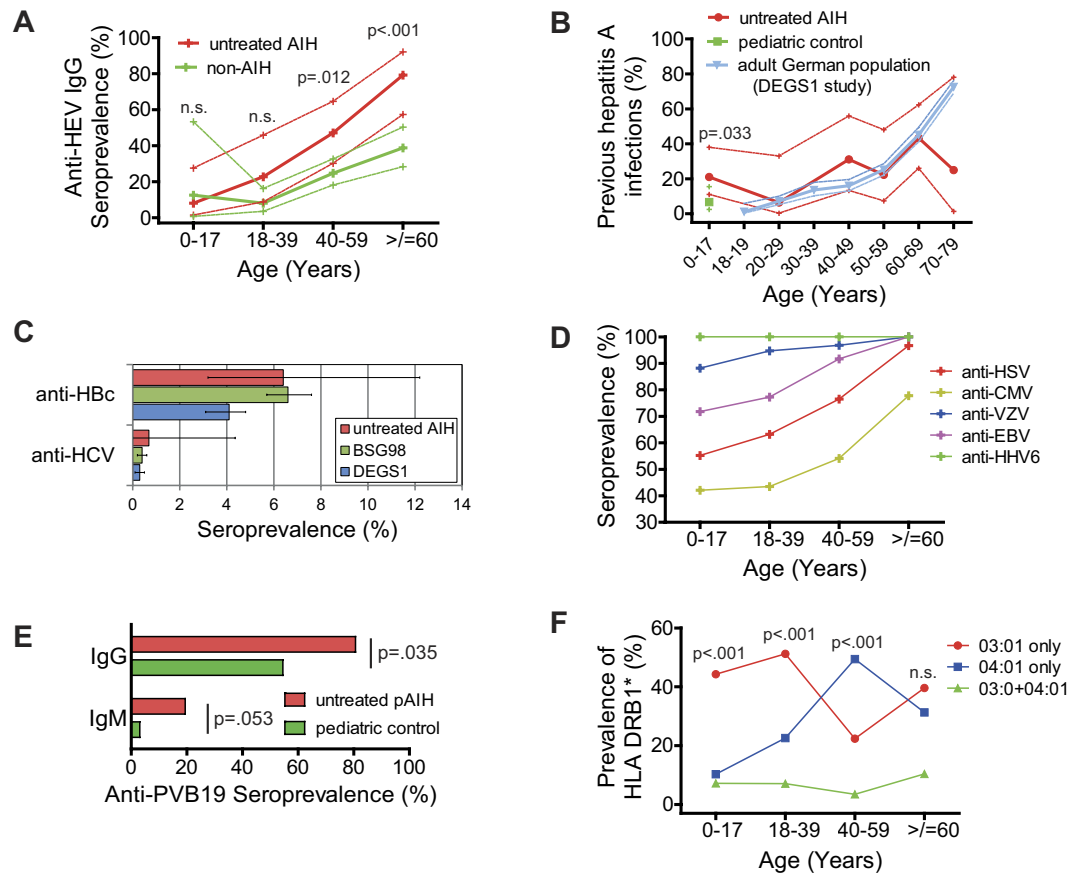 A
Anti-HEV IgG
Seroprevalence (%)
100
80
60
40
20
0
untreated AIH
non-AIH
n.s.
n.s.
p=.012
p<.001
0-17
18-39
40-59
>/=60
Age (Years)
B
Previous hepatitis A
infections (%)
100
80
60
40
20
0
untreated AIH
pediatric control
adult German population
(DEGS1 study)
p=.033
0-17
18-19
20-29
30-39
40-49
50-59
60-69
70-79
Age (Years)
C
anti-HBc
anti-HCV
untreated AIH
BSG98
DEGS1
0 2 4 6 8 10 12 14
Seroprevalence (%)
D
Seroprevalence (%)
100
90
80
70
60
50
40
30
0-17
18-39
40-59
>/=60
Age (Years)
anti-HSV
anti-CMV
anti-VZV
anti-EBV
anti-HHV6
E
IgG
IgM
p=.035
p=.053
untreated pAIH
pediatric control
0 20 40 60 80 100
Anti-PVB19 Seroprevalence (%)
F
Prevalence of
HLA DRB1* (%)
60
40
20
0
p<.001
p<.001
p<.001
n.s.
0-17
18-39
40-59
>/=60
Age (Years)
03:01 only
04:01 only
03:0+04:01